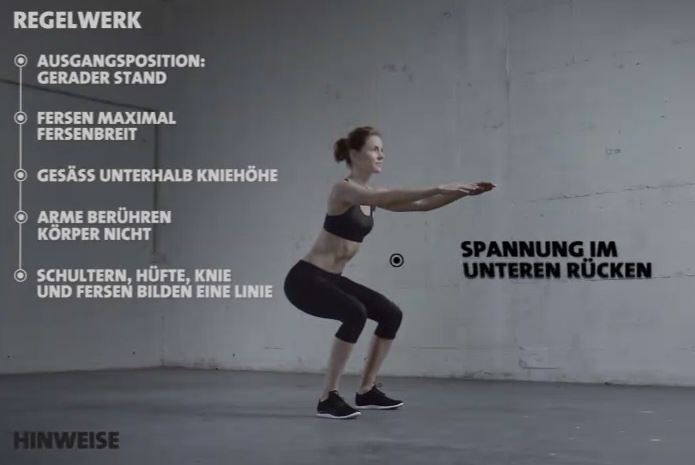 REGELWERK
AUSGANGSPOSITION:
GERADER STAND
FERSEN MAXIMAL
FERSENBREIT
GESÄSS UNTERHALB KNIEHÖHE
ARME BERÜHREN
KÖRPER NICHT
SCHULTERN, HÜFTE, KNIE
UND FERSEN BILDEN EINE LINIE
SPANNUNG IM
UNTEREN RÜCKEN
HINWEISE